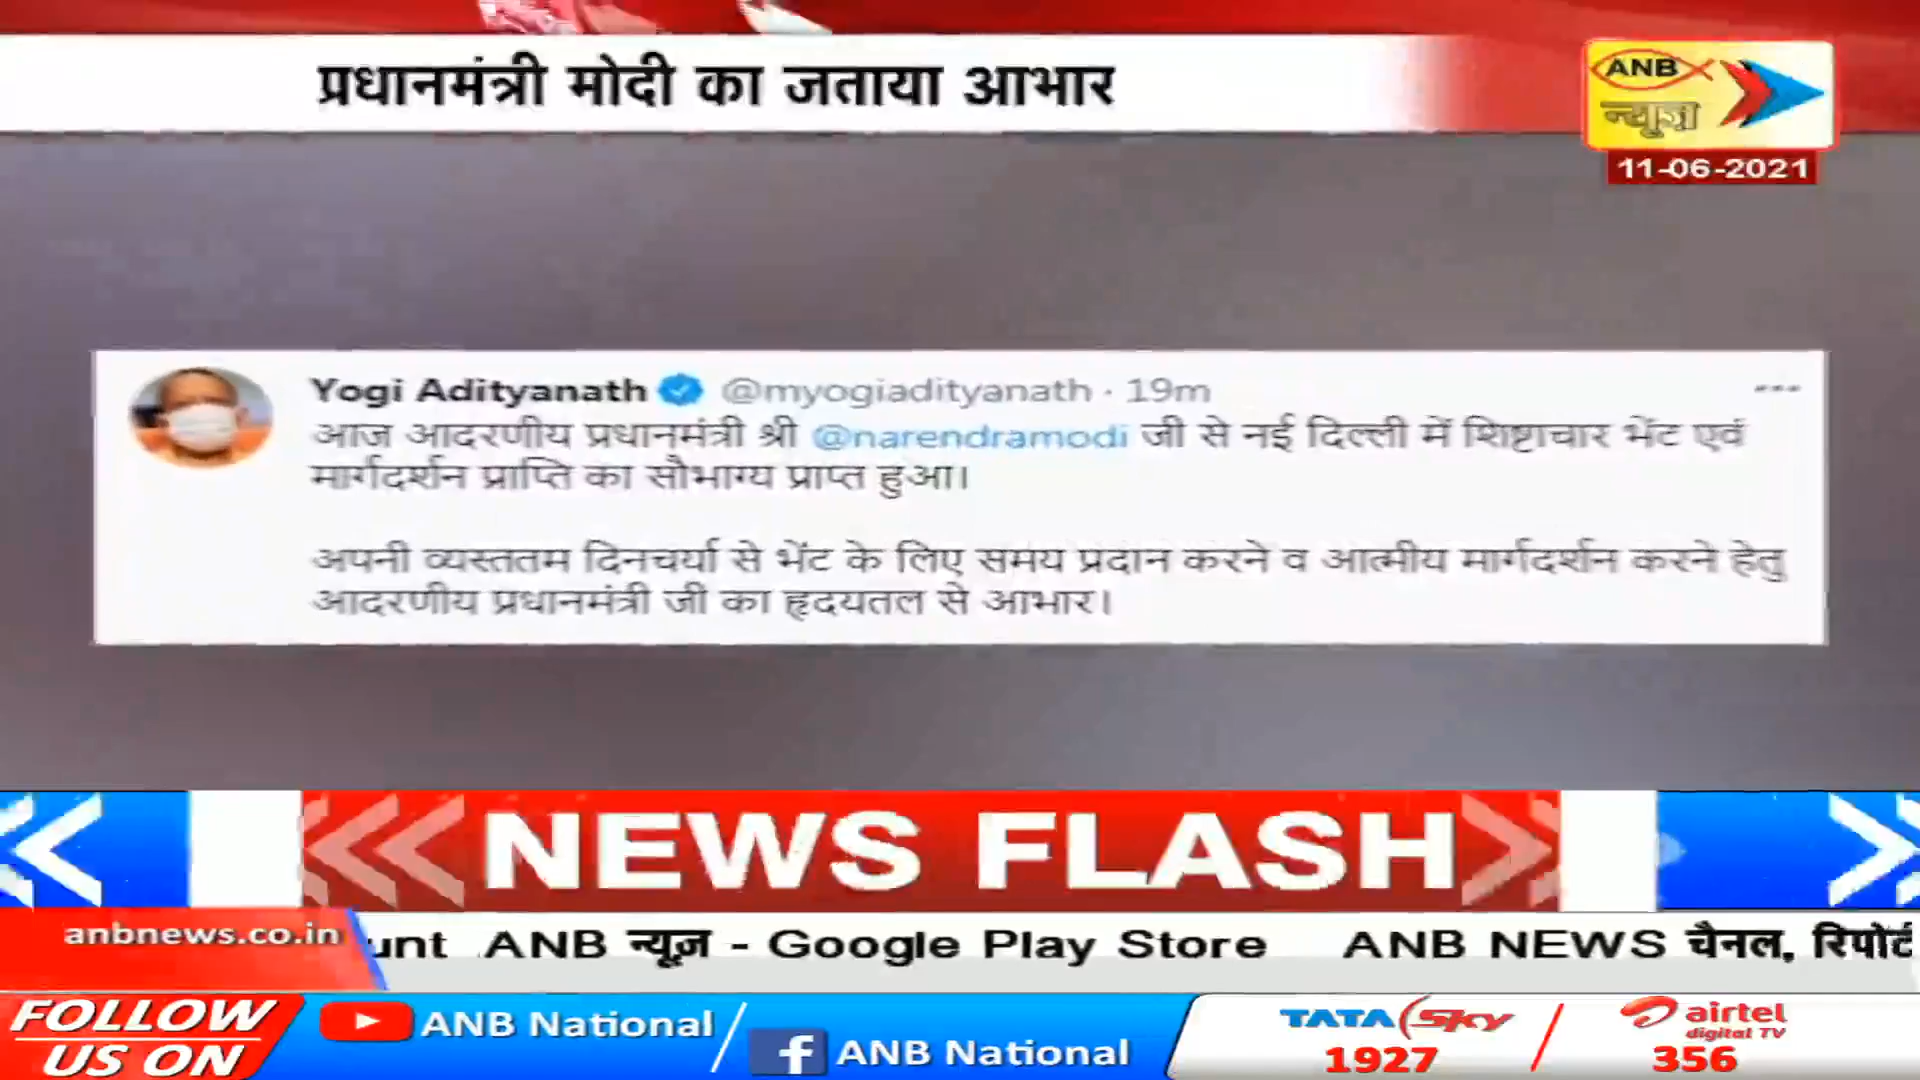 प्रधानमंत्री मोदी का जताया आभार
ANB
न्यूज़
11-06-2021
Yogi Adityanath @myogiadityanath · 19m
आज आदरणीय प्रधानमंत्री श्री @narendramodi जी से नई दिल्ली में शिष्टाचार भेंट एवं
मार्गदर्शन प्राप्ति का सौभाग्य प्राप्त हुआ।
अपनी व्यस्ततम दिनचर्या से भेंट के लिए समय प्रदान करने व आत्मीय मार्गदर्शन करने हेतु
आदरणीय प्रधानमंत्री जी का हृदयतल से आभार।
NEWS FLASH
anbnews.co.in
unt ANB न्यूज़ - Google Play Store ANB NEWS चैनल, रिपोर्ट
FOLLOW
US ON
ANB National
ANB National
TATA Sky
1927
airtel
digital TV
356